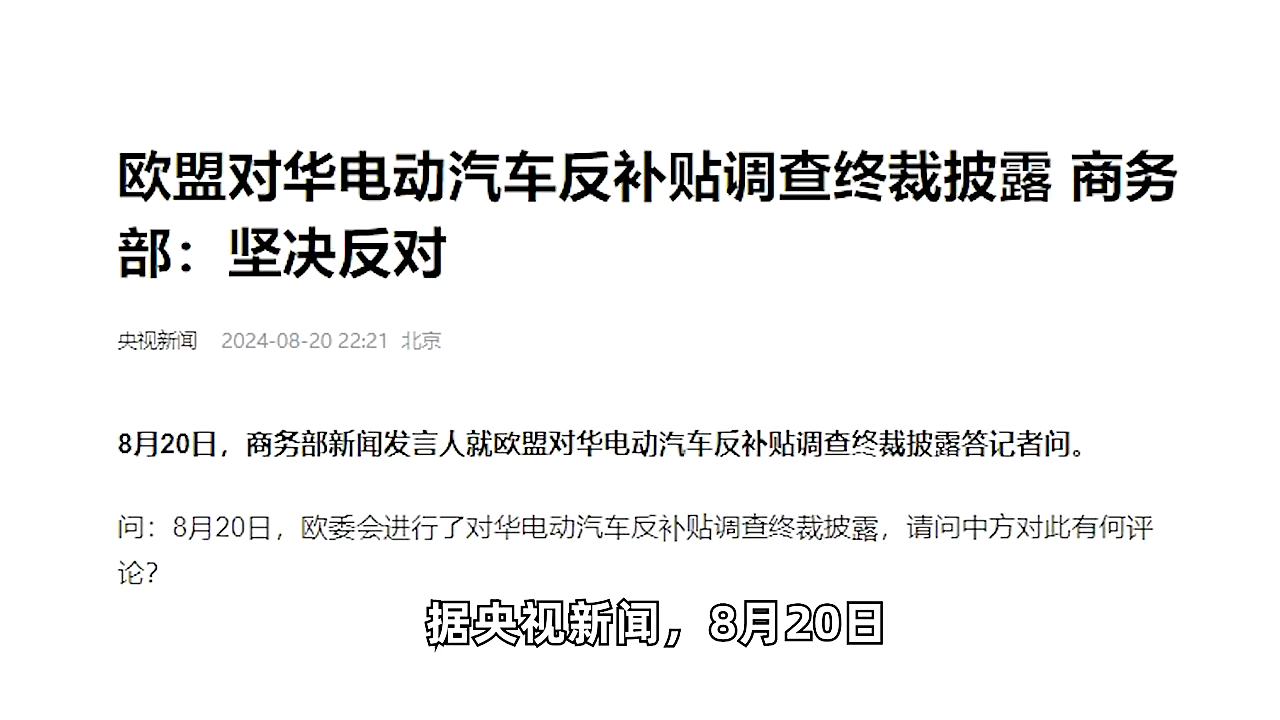 欧盟对华电动汽车反补贴调查终裁披露 商务
部：坚决反对
央视新闻 2024-08-20 22:21 北京
8月20日，商务部新闻发言人就欧盟对华电动汽车反补贴调查终裁披露答记者问。
问：8月20日，欧委会进行了对华电动汽车反补贴调查终裁披露，请问中方对此有何评
论？
据央视新闻，8月20日